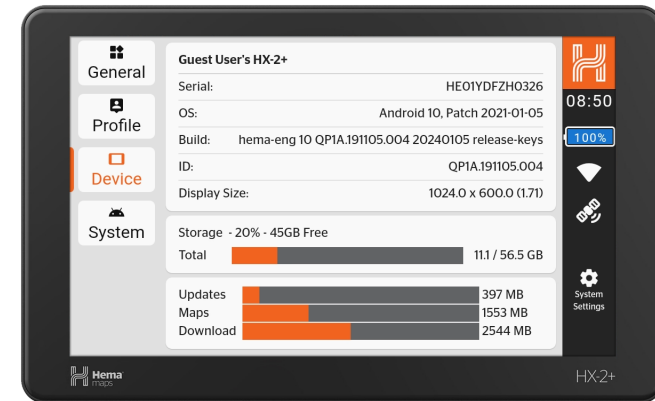 General
Profile
Device
System
Guest User's HX-2+
Serial: HE01YDFZH0326
OS: Android 10, Patch 2021-01-05
Build: hema-eng 10 QP1A.191105.004 20240105 release-keys
ID: QP1A.191105.004
Display Size: 1024.0 x 600.0 (1.71)
Storage - 20% - 45GB Free
Total 11.1 / 56.5 GB
Updates 397 MB
Maps 1553 MB
Download 2544 MB
08:50
100%
System
Settings
Hema
maps
HX-2+